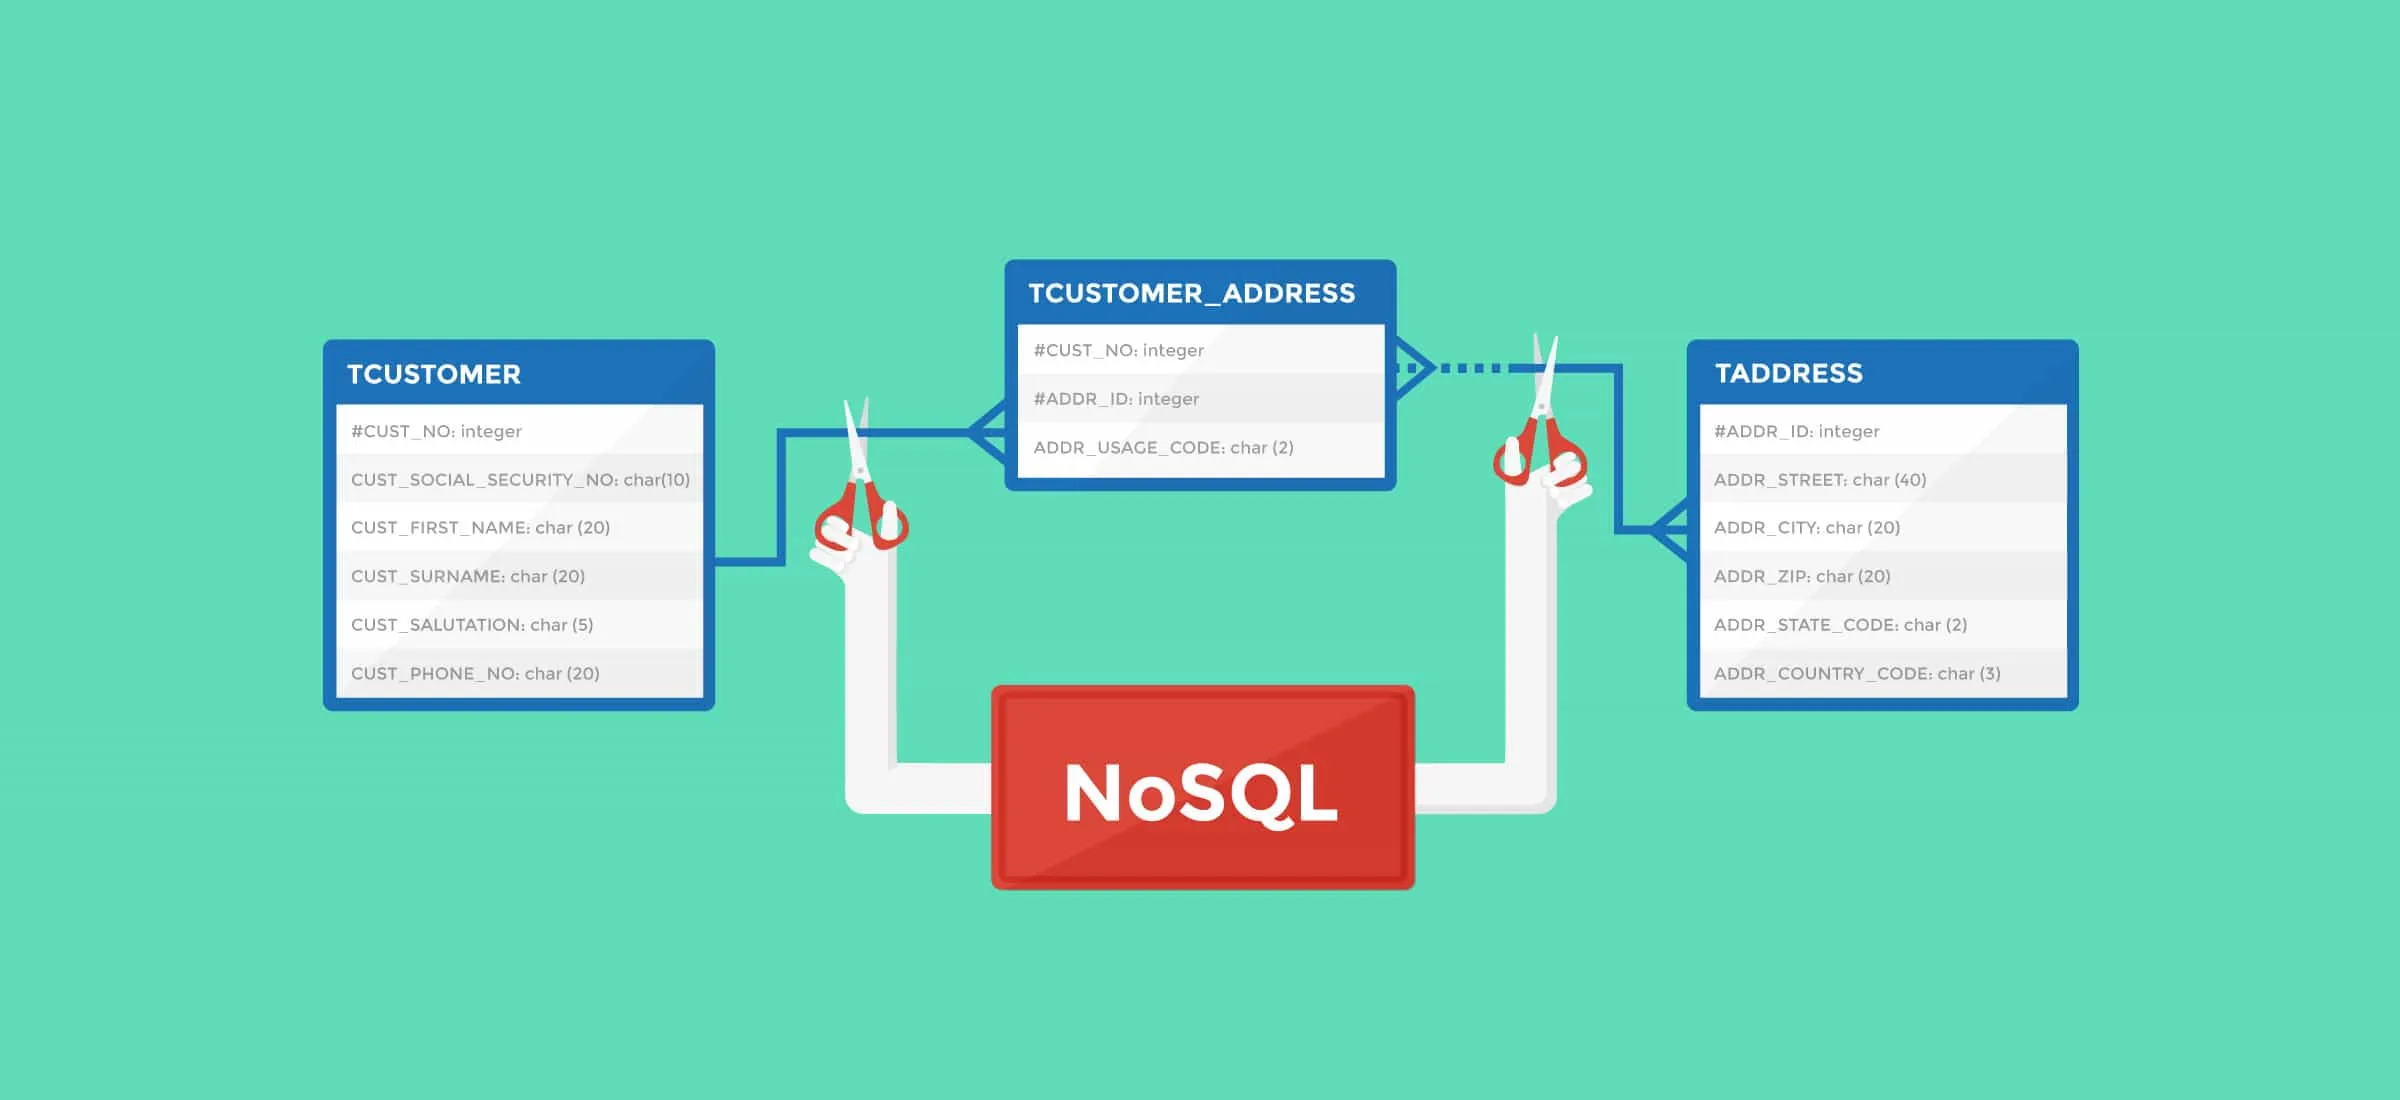 TCUSTOMER
#CUST_NO: integer
CUST_SOCIAL_SECURITY_NO: char(10)
CUST_FIRST_NAME: char (20)
CUST_SURNAME: char (20)
CUST_SALUTATION: char (5)
CUST_PHONE_NO: char (20)
TCUSTOMER_ADDRESS
#CUST_NO: integer
#ADDR_ID: integer
ADDR_USAGE_CODE: char (2)
TADDRESS
#ADDR_ID: integer
ADDR_STREET: char (40)
ADDR_CITY: char (20)
ADDR_ZIP: char (20)
ADDR_STATE_CODE: char (2)
ADDR_COUNTRY_CODE: char (3)
NoSQL